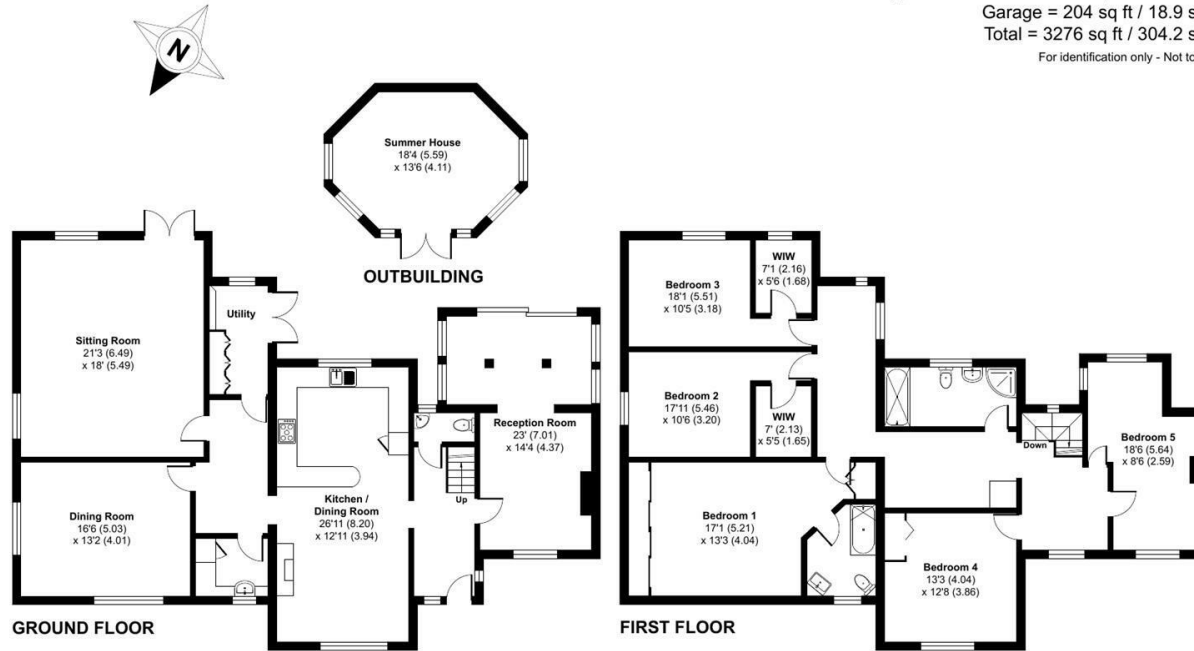 Garage = 204 sq ft / 18.9 s
Total = 3276 sq ft / 304.2 s
For identification only - Not to
N
Summer House
18'4 (5.59)
x 13'6 (4.11)
OUTBUILDING
Sitting Room
21'3 (6.49)
x 18' (5.49)
Utility
Dining Room
16'6 (5.03)
x 13'2 (4.01)
Kitchen /
Dining Room
26'11 (8.20)
x 12'11 (3.94)
Up
Reception Room
23' (7.01)
x 14'4 (4.37)
GROUND FLOOR
Bedroom 3
18'1 (5.51)
x 10'5 (3.18)
WIW
7'1 (2.16)
x 5'6 (1.68)
Bedroom 2
17'11 (5.46)
x 10'6 (3.20)
WIW
7' (2.13)
x 5'5 (1.65)
Bedroom 1
17'1 (5.21)
x 13'3 (4.04)
Down
Bedroom 5
18'6 (5.64)
x 8'6 (2.59)
Bedroom 4
13'3 (4.04)
x 12'8 (3.86)
FIRST FLOOR